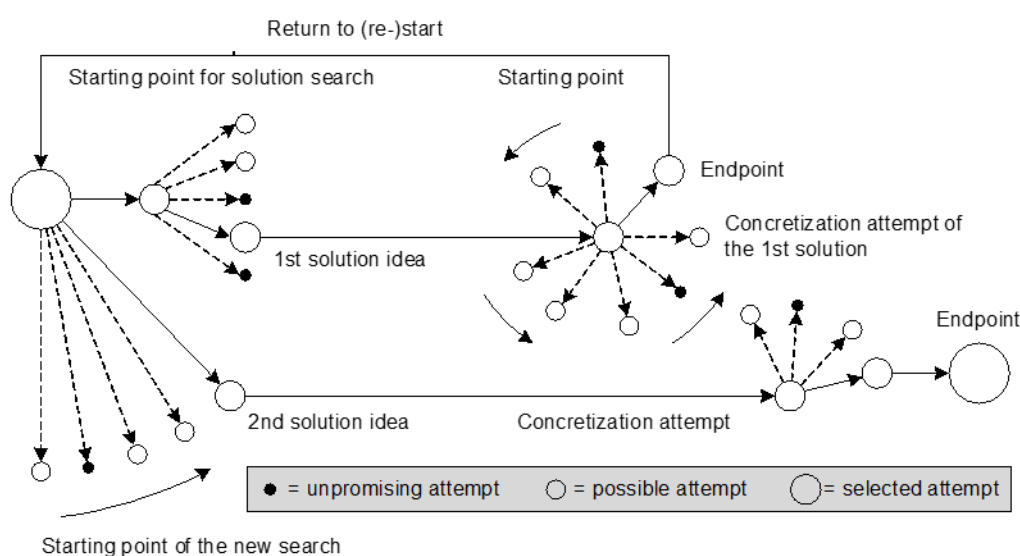 Return to (re-)start
Starting point for solution search
Starting point
Endpoint
Concretization attempt of
the 1st solution
1st solution idea
Endpoint
2nd solution idea
Concretization attempt
= unpromising attempt
= possible attempt
= selected attempt
Starting point of the new search